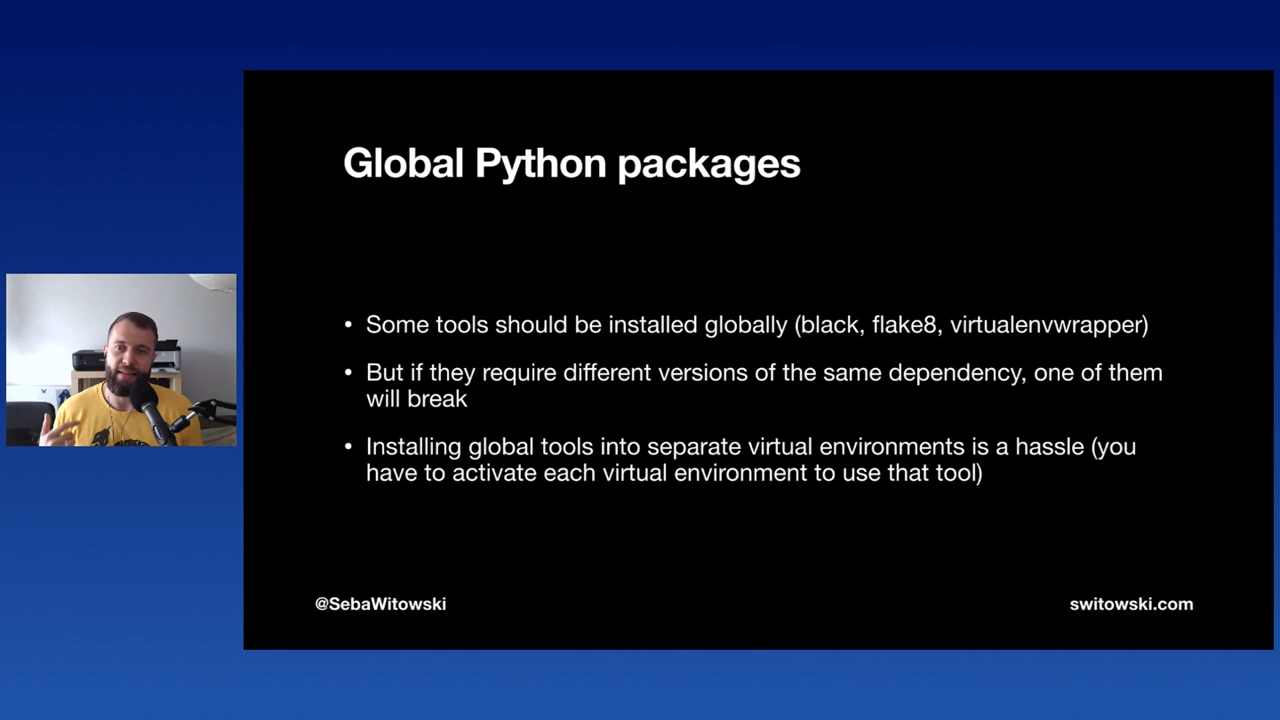 Global Python packages
• Some tools should be installed globally (black, flake8, virtualenvwrapper)
• But if they require different versions of the same dependency, one of them
will break
• Installing global tools into separate virtual environments is a hassle (you
have to activate each virtual environment to use that tool)
@SebaWitowski
switowski.com